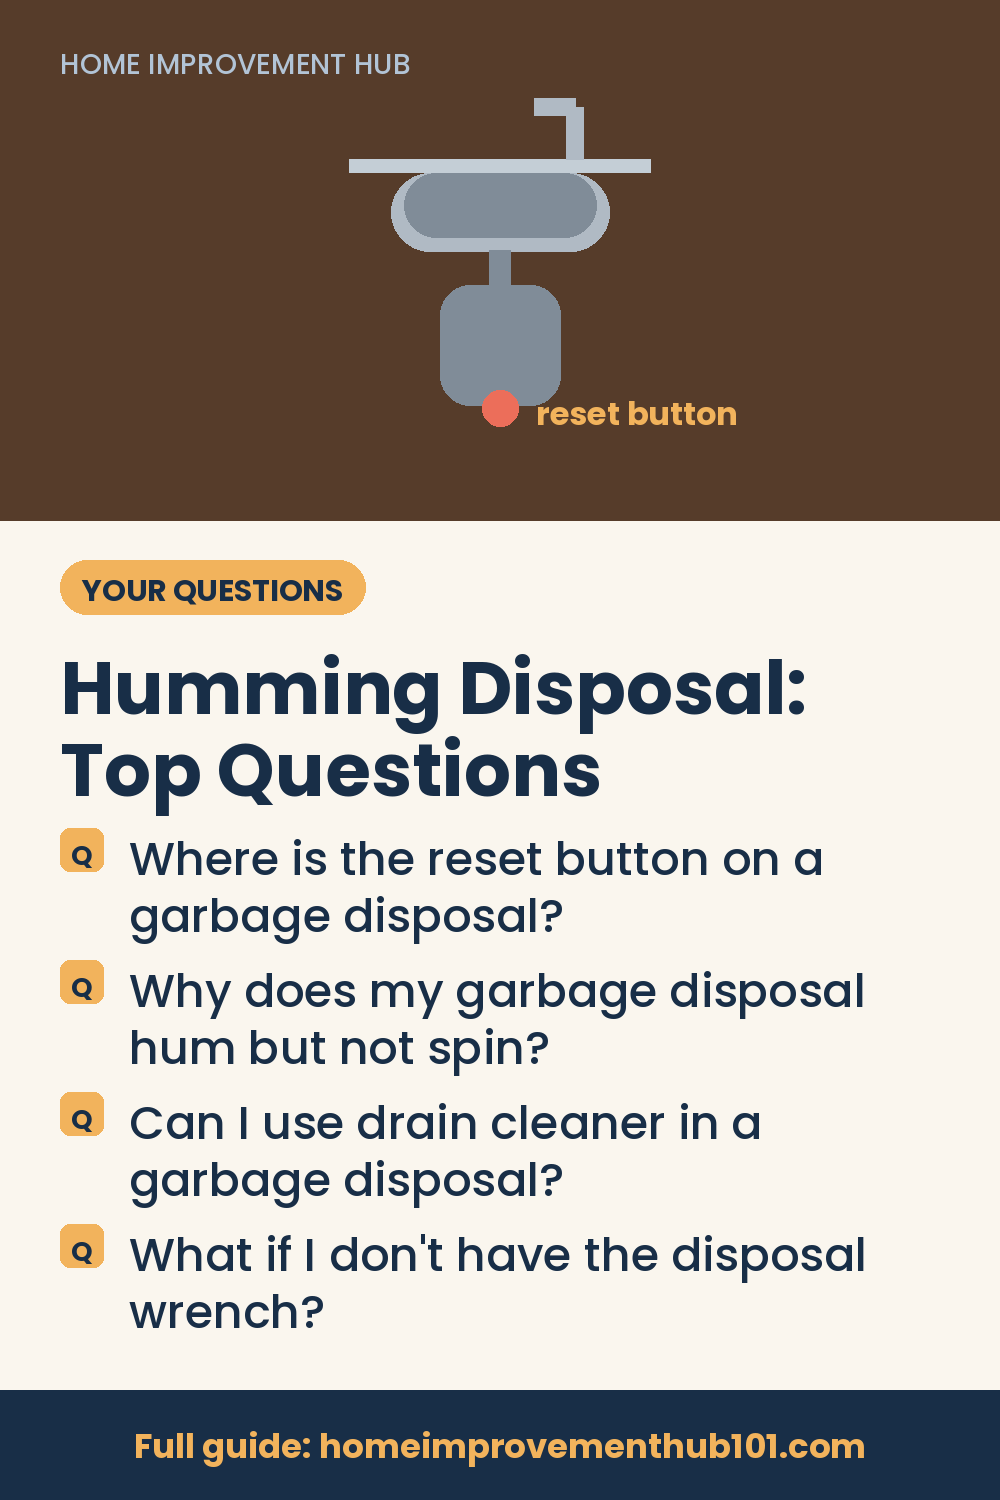 HOME IMPROVEMENT HUB
reset button
YOUR QUESTIONS
Humming Disposal:
Top Questions
Q Where is the reset button on a
garbage disposal?
Q Why does my garbage disposal
hum but not spin?
Q Can I use drain cleaner in a
garbage disposal?
Q What if I don't have the disposal
wrench?
Full guide: homeimprovementhub101.com